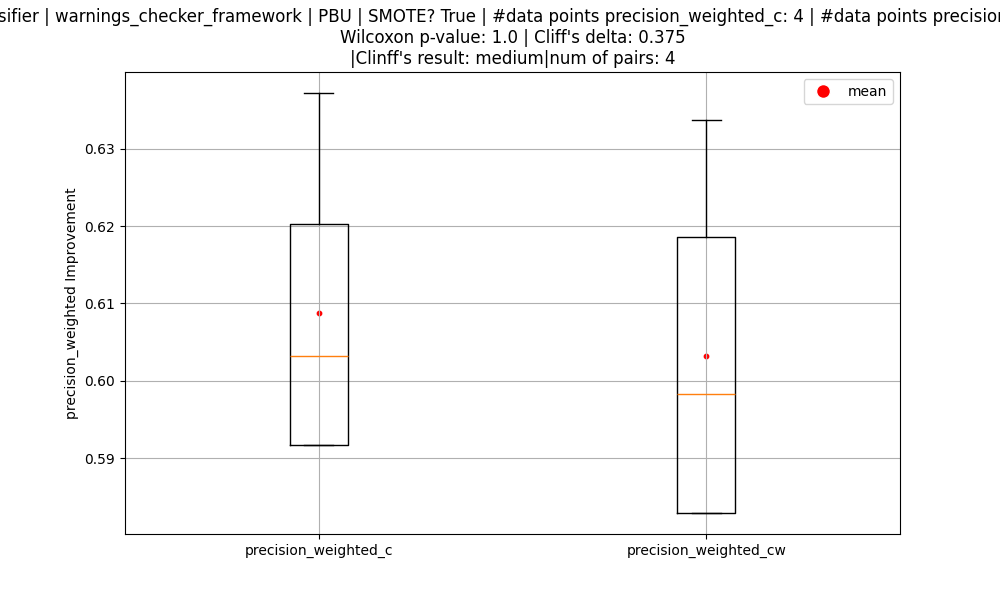 | warnings_checker_framework | PBU | SMOTE? True | #data points precision_weighted_c: 4 | #data points
Wilcoxon p-value: 1.0 | Cliff's delta: 0.375
|Clinff's result: medium|num of pairs: 4
mean
0.63
0.62
0.61
0.60
0.59
precision_weighted Improvement
precision_weighted_c precision_weighted_cw